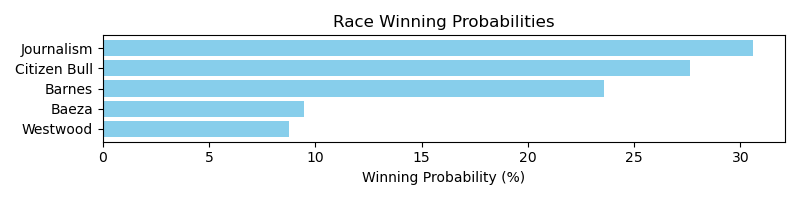 Race Winning Probabilities
Journalism
Citizen Bull
Barnes
Baeza
Westwood
0 5 10 15 20 25 30
Winning Probability (%)